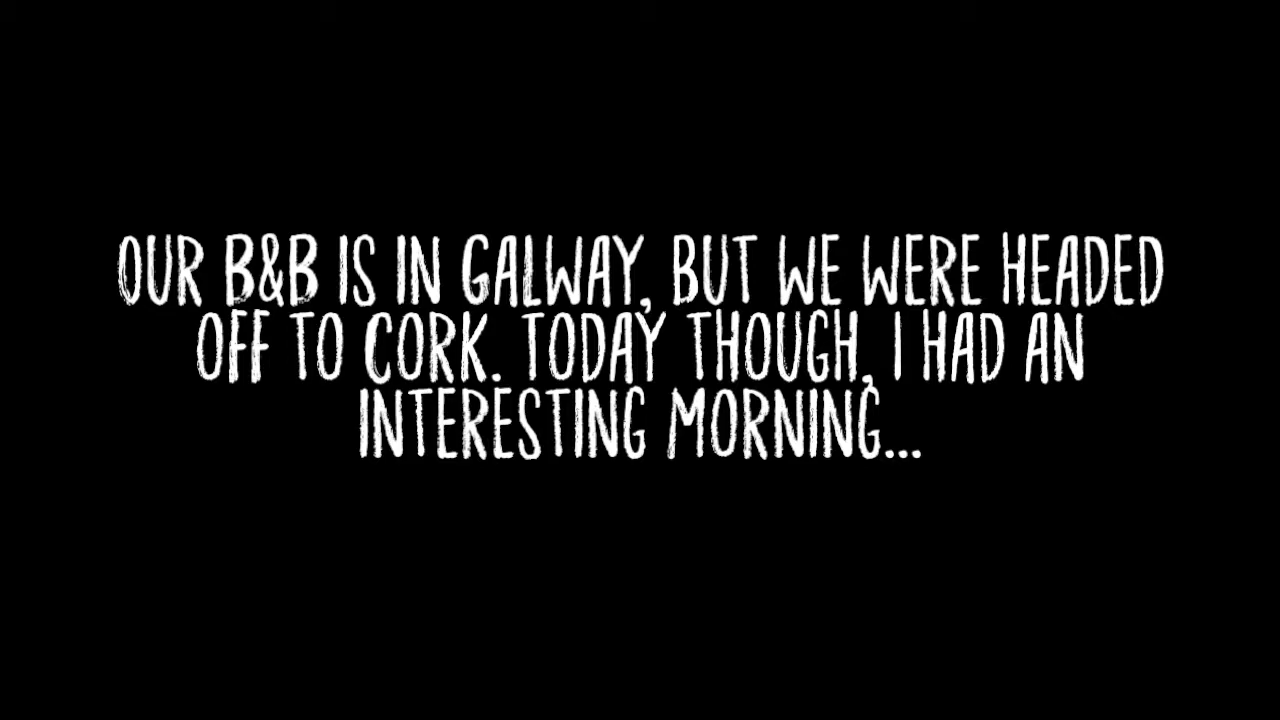 OUR B&B IS IN GALWAY, BUT WE WERE HEADED
OFF TO CORK. TODAY THOUGH, I HAD AN
INTERESTING MORNING...